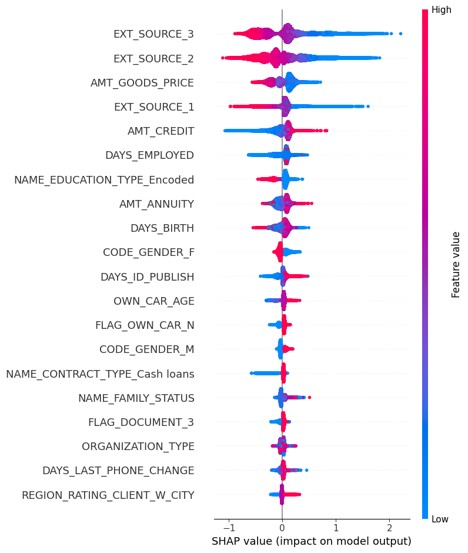 High
EXT_SOURCE_3
EXT_SOURCE_2
AMT_GOODS_PRICE
EXT_SOURCE_1
AMT_CREDIT
DAYS_EMPLOYED
NAME_EDUCATION_TYPE_Encoded
AMT_ANNUITY
DAYS_BIRTH
CODE_GENDER_F
DAYS_ID_PUBLISH
OWN_CAR_AGE
FLAG_OWN_CAR_N
CODE_GENDER_M
NAME_CONTRACT_TYPE_Cash loans
NAME_FAMILY_STATUS
FLAG_DOCUMENT_3
ORGANIZATION_TYPE
DAYS_LAST_PHONE_CHANGE
REGION_RATING_CLIENT_W_CITY
Feature value
Low
−1 0 1 2
SHAP value (impact on model output)